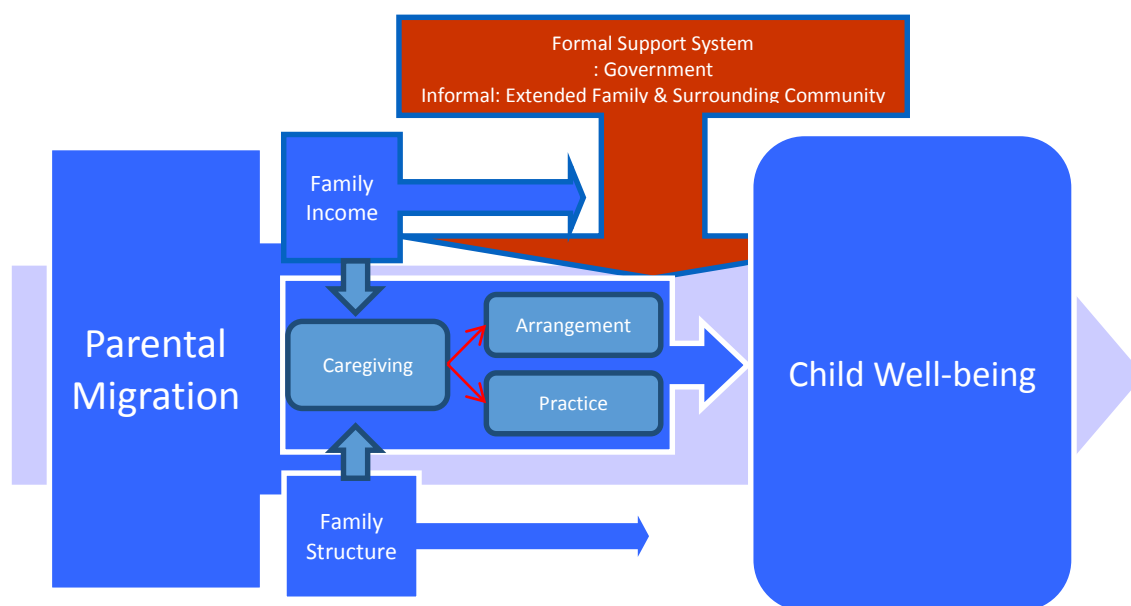 Formal Support System
: Government
Informal: Extended Family & Surrounding Community
Family
Income
Parental
Migration
Caregiving
Arrangement
Practice
Child Well-being
Family
Structure